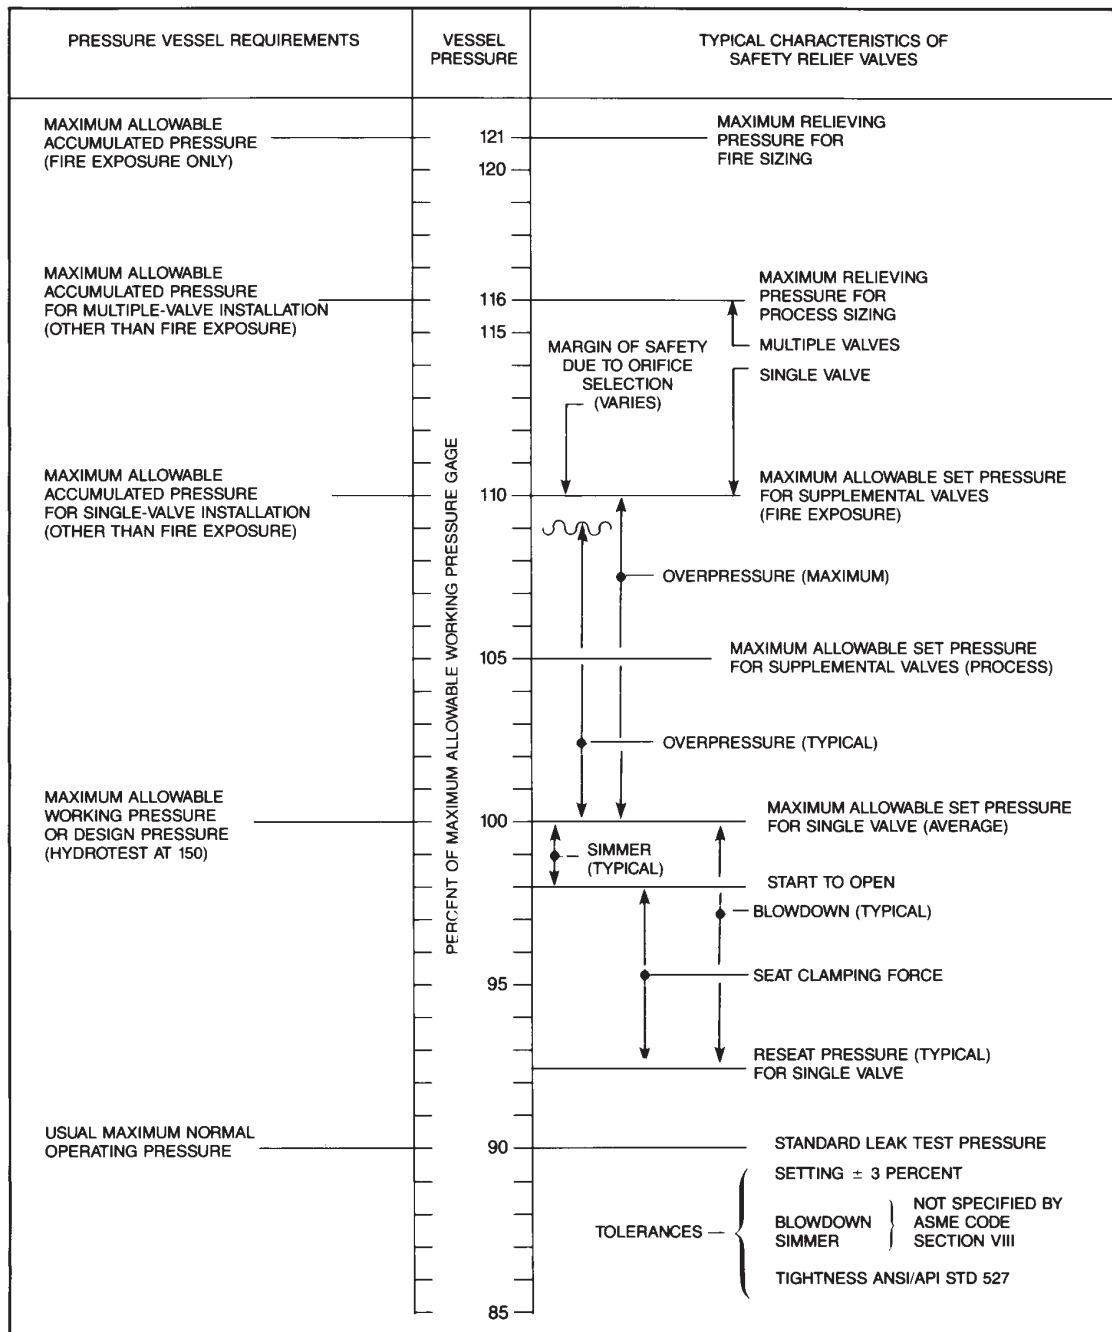 PRESSURE VESSEL REQUIREMENTS
VESSEL
PRESSURE
TYPICAL CHARACTERISTICS OF
SAFETY RELIEF VALVES
MAXIMUM ALLOWABLE
ACCUMULATED PRESSURE
(FIRE EXPOSURE ONLY)
121
120
MAXIMUM RELIEVING
PRESSURE FOR
FIRE SIZING
MAXIMUM ALLOWABLE
ACCUMULATED PRESSURE
FOR MULTIPLE-VALVE INSTALLATION
(OTHER THAN FIRE EXPOSURE)
116
115
MAXIMUM RELIEVING
PRESSURE FOR
PROCESS SIZING
MULTIPLE VALVES
SINGLE VALVE
MARGIN OF SAFETY
DUE TO ORIFICE
SELECTION
(VARIES)
PERCENT OF MAXIMUM ALLOWABLE WORKING PRESSURE GAGE
MAXIMUM ALLOWABLE
ACCUMULATED PRESSURE
FOR SINGLE-VALVE INSTALLATION
(OTHER THAN FIRE EXPOSURE)
110
MAXIMUM ALLOWABLE SET PRESSURE
FOR SUPPLEMENTAL VALVES
(FIRE EXPOSURE)
OVERPRESSURE (MAXIMUM)
105
MAXIMUM ALLOWABLE SET PRESSURE
FOR SUPPLEMENTAL VALVES (PROCESS)
OVERPRESSURE (TYPICAL)
MAXIMUM ALLOWABLE
WORKING PRESSURE
OR DESIGN PRESSURE
(HYDROTEST AT 150)
100
MAXIMUM ALLOWABLE SET PRESSURE
FOR SINGLE VALVE (AVERAGE)
SIMMER
(TYPICAL)
START TO OPEN
BLOWDOWN (TYPICAL)
95
SEAT CLAMPING FORCE
RESEAT PRESSURE (TYPICAL)
FOR SINGLE VALVE
USUAL MAXIMUM NORMAL
OPERATING PRESSURE
90
STANDARD LEAK TEST PRESSURE
TOLERANCES
SETTING ± 3 PERCENT
BLOWDOWN
SIMMER
NOT SPECIFIED BY
ASME CODE
SECTION VIII
TIGHTNESS ANSI/API STD 527
85